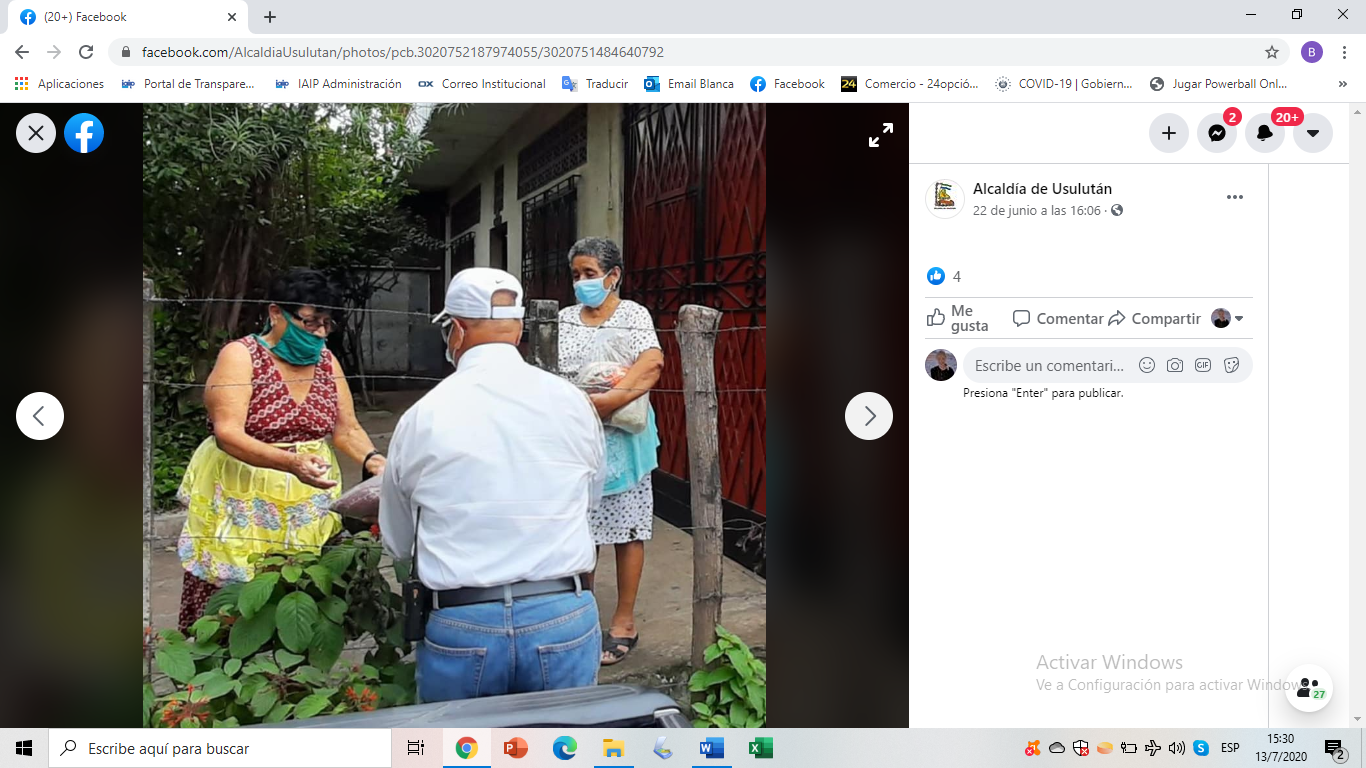 (20+) Facebook
facebook.com/AlcaldiaUsulutan/photos/pcb.3020752187974055/3020751484640792
B
Aplicaciones
Portal de Transpare...
IAIP Administración
Correo Institucional
Traducir
Email Blanca
Facebook
24 Comercio - 24opció...
COVID-19 | Gobiern...
Jugar Powerball Onl...
»
2
20+
Alcaldía de Usulután
22 de junio a las 16:06 ·
4
Me gusta
Comentar
Compartir
Escribe un comentari...
GIF
Presiona "Enter" para publicar.
Activar Windows
Ve a Configuración para activar Windows
27
Escribe aquí para buscar
ESP
15:30
13/7/2020
2